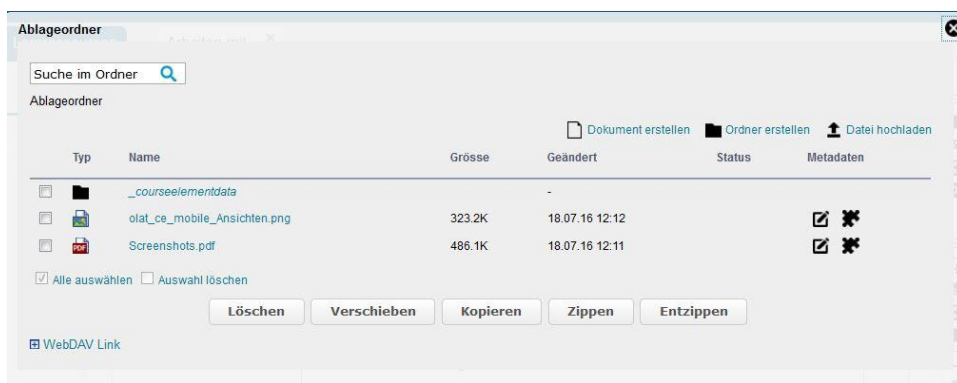 Ablageordner
Suche im Ordner
Ablageordner
Dokument erstellen Ordner erstellen Datei hochladen
Typ Name Grösse Geändert Status Metadaten
_courseelementdata -
olat_ce_mobile_Ansichten.png 323.2K 18.07.16 12:12
PDF Screenshots.pdf 486.1K 18.07.16 12:11
Alle auswählen Auswahl löschen
Löschen Verschieben Kopieren Zippen Entzippen
WebDAV Link